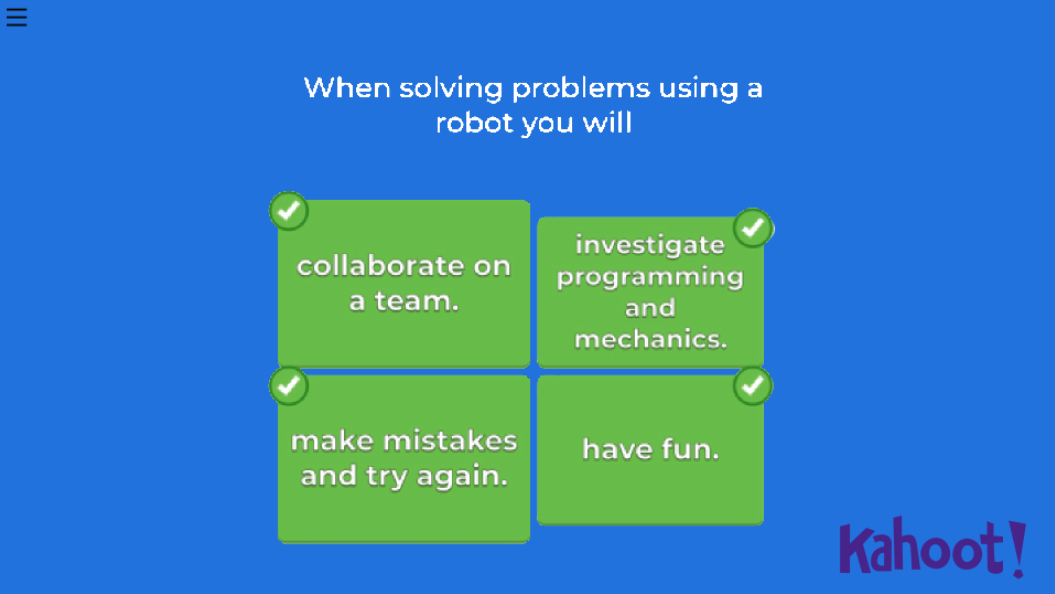 When solving problems using a
robot you will
collaborate on
a team.
investigate
programming
and
mechanics.
make mistakes
and try again.
have fun.
Kahoot!